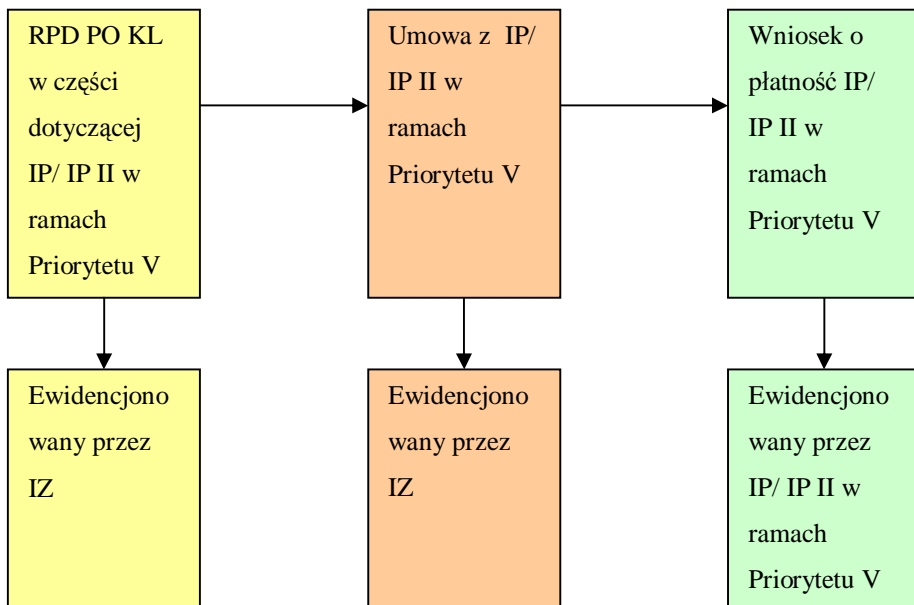 RPD PO KL
w części
dotyczącej
IP/ IP II w
ramach
Priorytetu V
Umowa z IP/
IP II w
ramach
Priorytetu V
Wniosek o
płatność IP/
IP II w
ramach
Priorytetu V
Ewidencjono
wany przez
IZ
Ewidencjono
wany przez
IZ
Ewidencjono
wany przez
IP/ IP II w
ramach
Priorytetu V